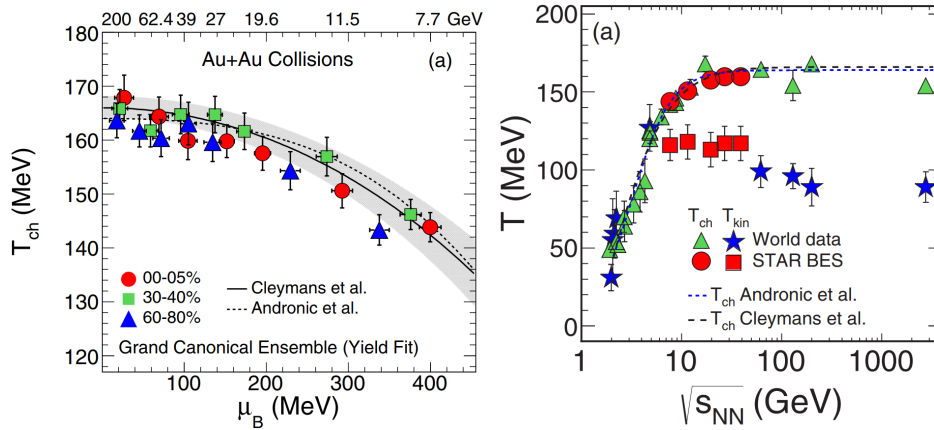 200 62.4 39 27 19.6 11.5 7.7 GeV
Au+Au Collisions
(a)
180
170
160
150
140
130
120
T_ch (MeV)
00-05%
30-40%
60-80%
Cleymans et al.
Andronic et al.
Grand Canonical Ensemble (Yield Fit)
0 100 200 300 400
μ_B (MeV)
(a)
200
150
100
50
0
T (MeV)
T_ch T_kin
World data
STAR BES
T_ch Andronic et al.
T_ch Cleymans et al.
1 10 100 1000
√s_NN (GeV)